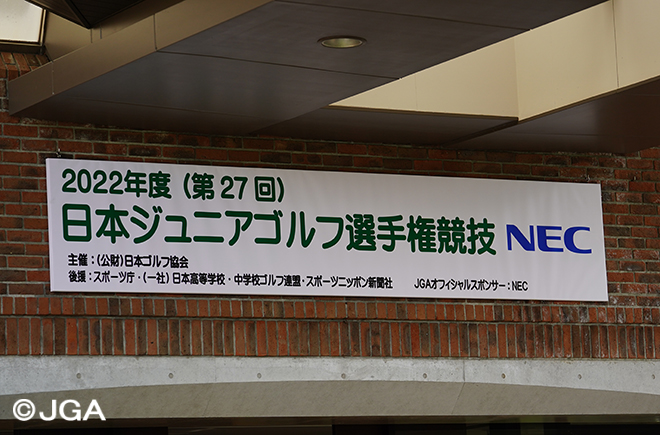 2022年度（第27回）
日本ジュニアゴルフ選手権競技 NEC
主催：(公財)日本ゴルフ協会
後援：スポーツ庁・(一社)日本高等学校・中学校ゴルフ連盟・スポーツニッポン新聞社 JGAオフィシャルスポンサー：NEC
©JGA